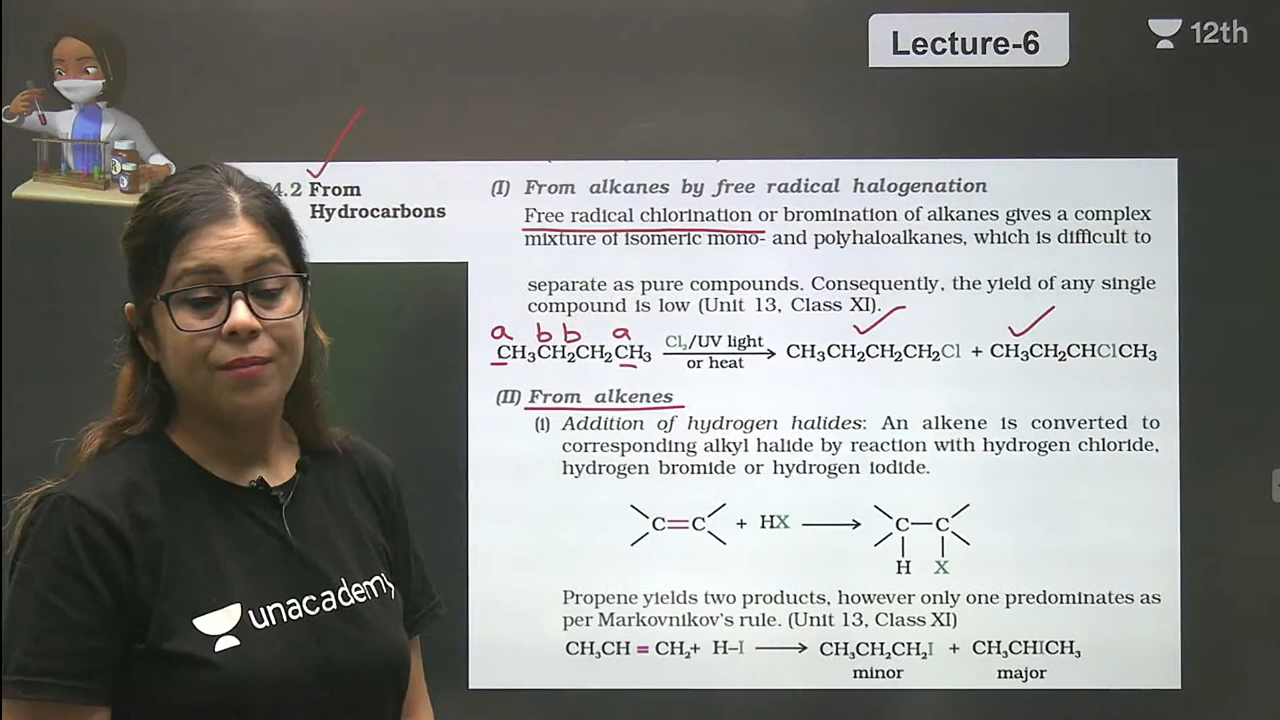 Lecture-6
12th
4.2 From
Hydrocarbons
(I) From alkanes by free radical halogenation
Free radical chlorination or bromination of alkanes gives a complex
mixture of isomeric mono- and polyhaloalkanes, which is difficult to
separate as pure compounds. Consequently, the yield of any single
compound is low (Unit 13, Class XI).
a b b a
CH₃CH₂CH₂CH₃ Cl₂/UV light or heat → CH₃CH₂CH₂CH₂Cl + CH₃CH₂CHClCH₃
(II) From alkenes
(i) Addition of hydrogen halides: An alkene is converted to
corresponding alkyl halide by reaction with hydrogen chloride,
hydrogen bromide or hydrogen iodide.
C=C + HX → C–C
H X
Propene yields two products, however only one predominates as
per Markovnikov's rule. (Unit 13, Class XI)
CH₃CH = CH₂+ H–I → CH₃CH₂CH₂I + CH₃CHICH₃
minor major
unacademy